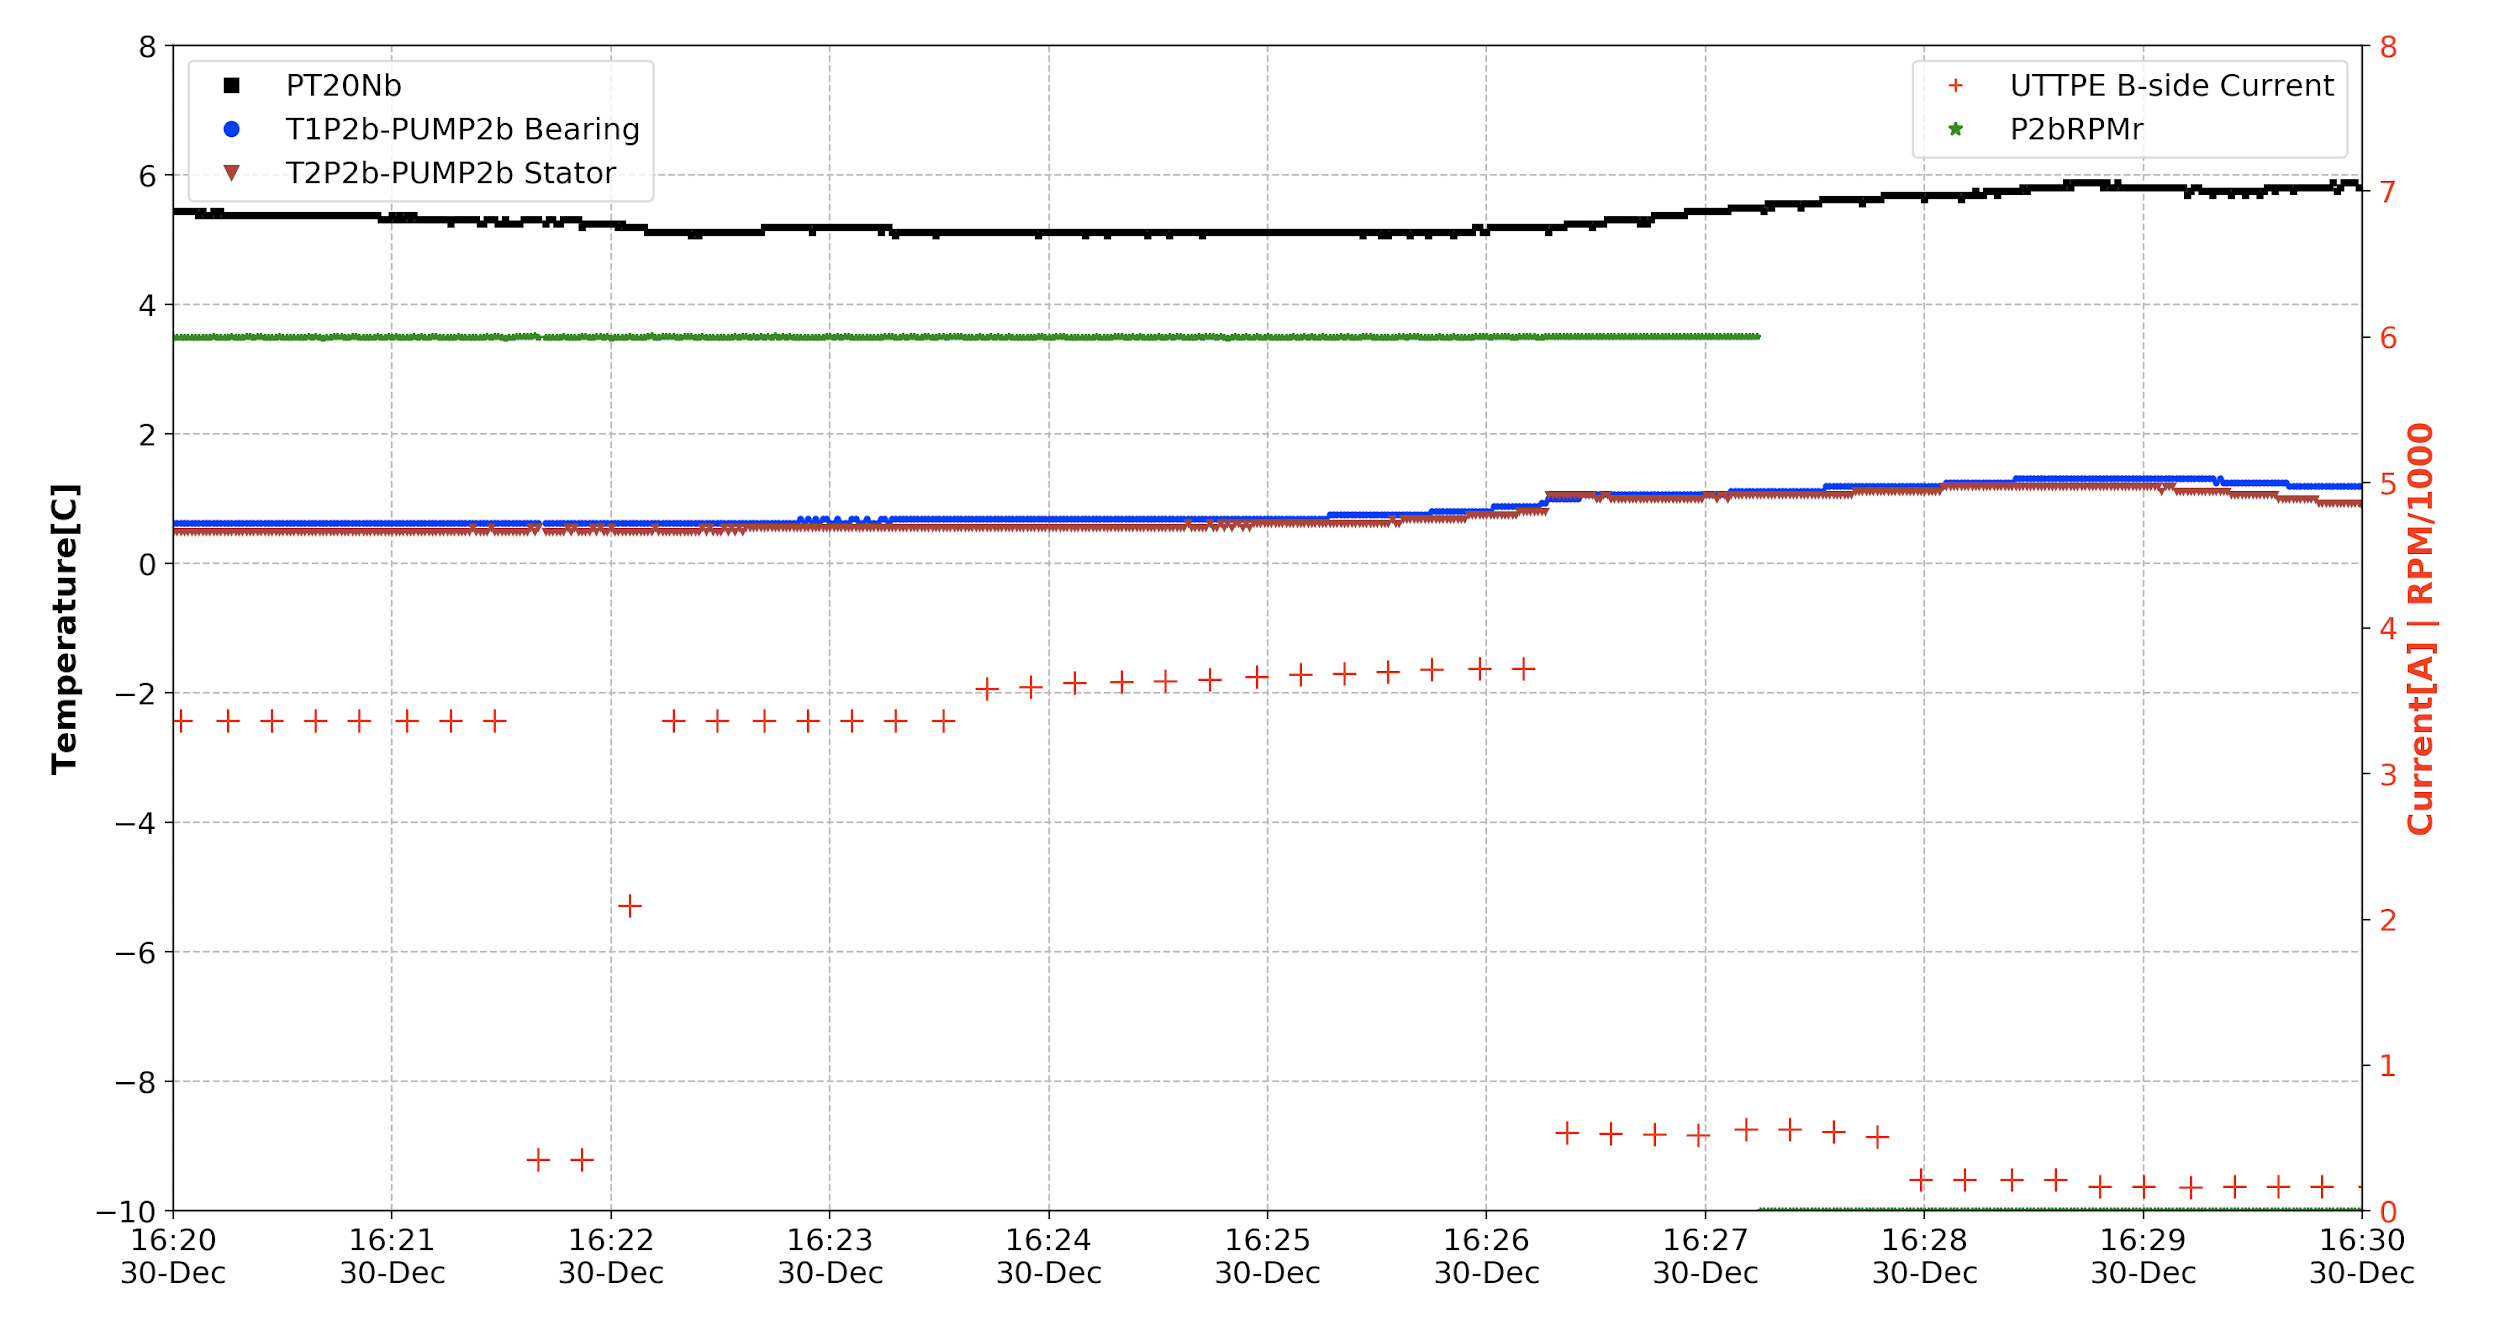 8
6
4
2
0
−2
−4
−6
−8
−10
Temperature[C]
PT20Nb
T1P2b-PUMP2b Bearing
T2P2b-PUMP2b Stator
UTTPE B-side Current
P2bRPMr
8
7
6
5
4
3
2
1
0
Current[A] | RPM/1000
16:20 16:21 16:22 16:23 16:24 16:25 16:26 16:27 16:28 16:29 16:30
30-Dec 30-Dec 30-Dec 30-Dec 30-Dec 30-Dec 30-Dec 30-Dec 30-Dec 30-Dec 30-Dec